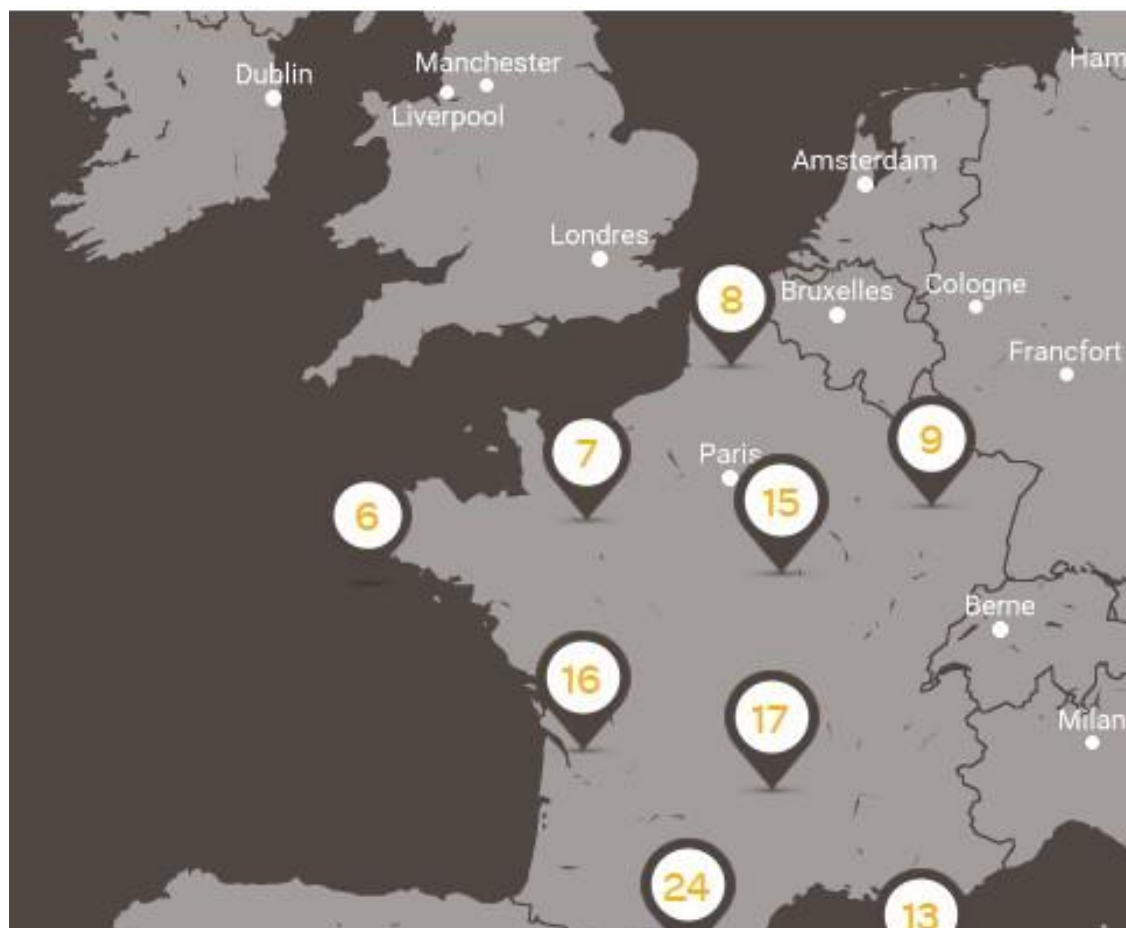 Ham
Manchester
Dublin
Liverpool
Amsterdam
Londres
Cologne
Bruxelles
8
Francfort
9
7
Paris
15
6
Berne
16
17
Milan
24
13